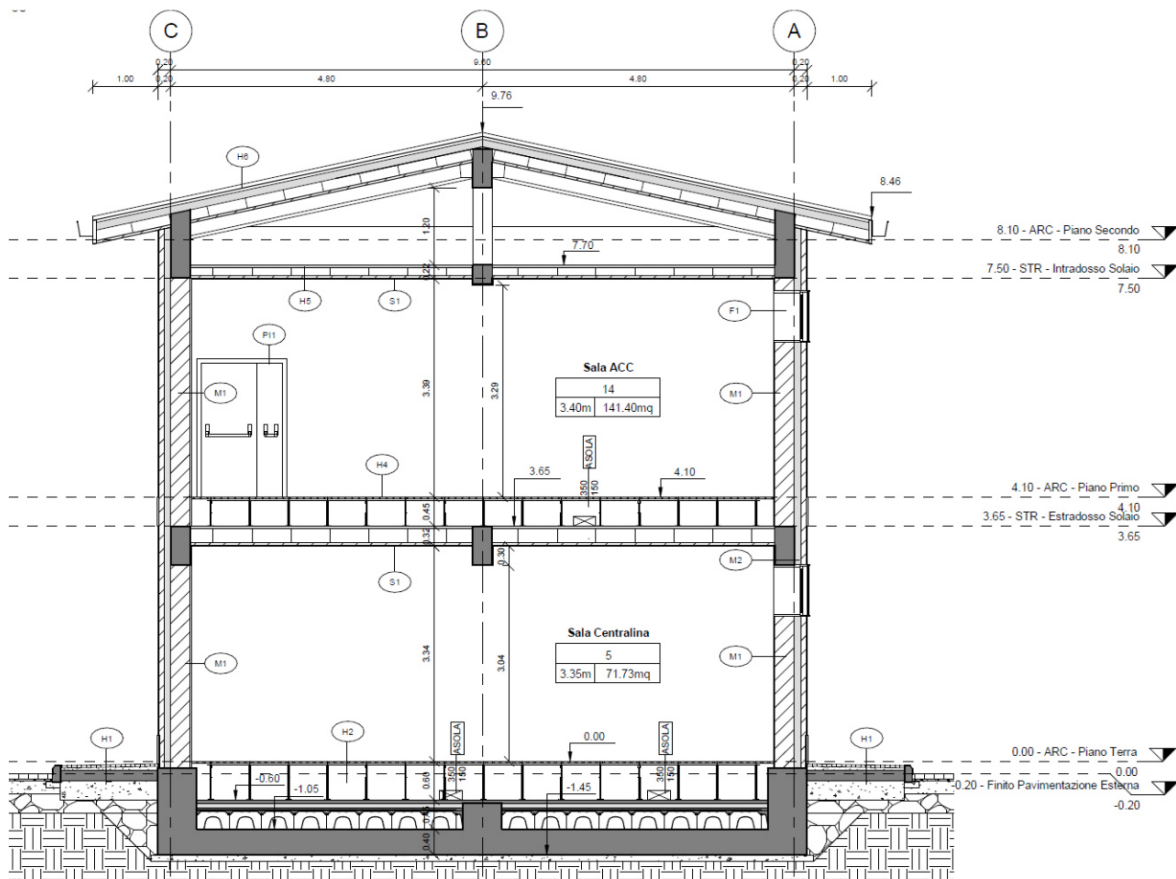 C
B
A
0.20
9.60
0.20
1.00
0.20
4.80
4.80
0.20
1.00
9.76
H6
8.46
8.10 - ARC - Piano Secondo
8.10
1.20
7.70
7.50 - STR - Intradosso Solaio
7.50
0.22
H5
S1
F1
PI1
Sala ACC
14
3.40m
141.40mq
M1
3.39
3.29
M1
ASOLA
350
150
H4
3.65
4.10
4.10 - ARC - Piano Primo
4.10
0.45
3.65 - STR - Estradosso Solaio
3.65
0.32
0.30
S1
M2
Sala Centralina
5
3.35m
71.73mq
M1
3.34
3.04
M1
H1
H2
ASOLA
350
150
0.00
ASOLA
350
150
H1
0.00 - ARC - Piano Terra
0.00
-0.60
0.60
-1.05
-1.45
-0.20 - Finito Pavimentazione Esterna
-0.20
0.40